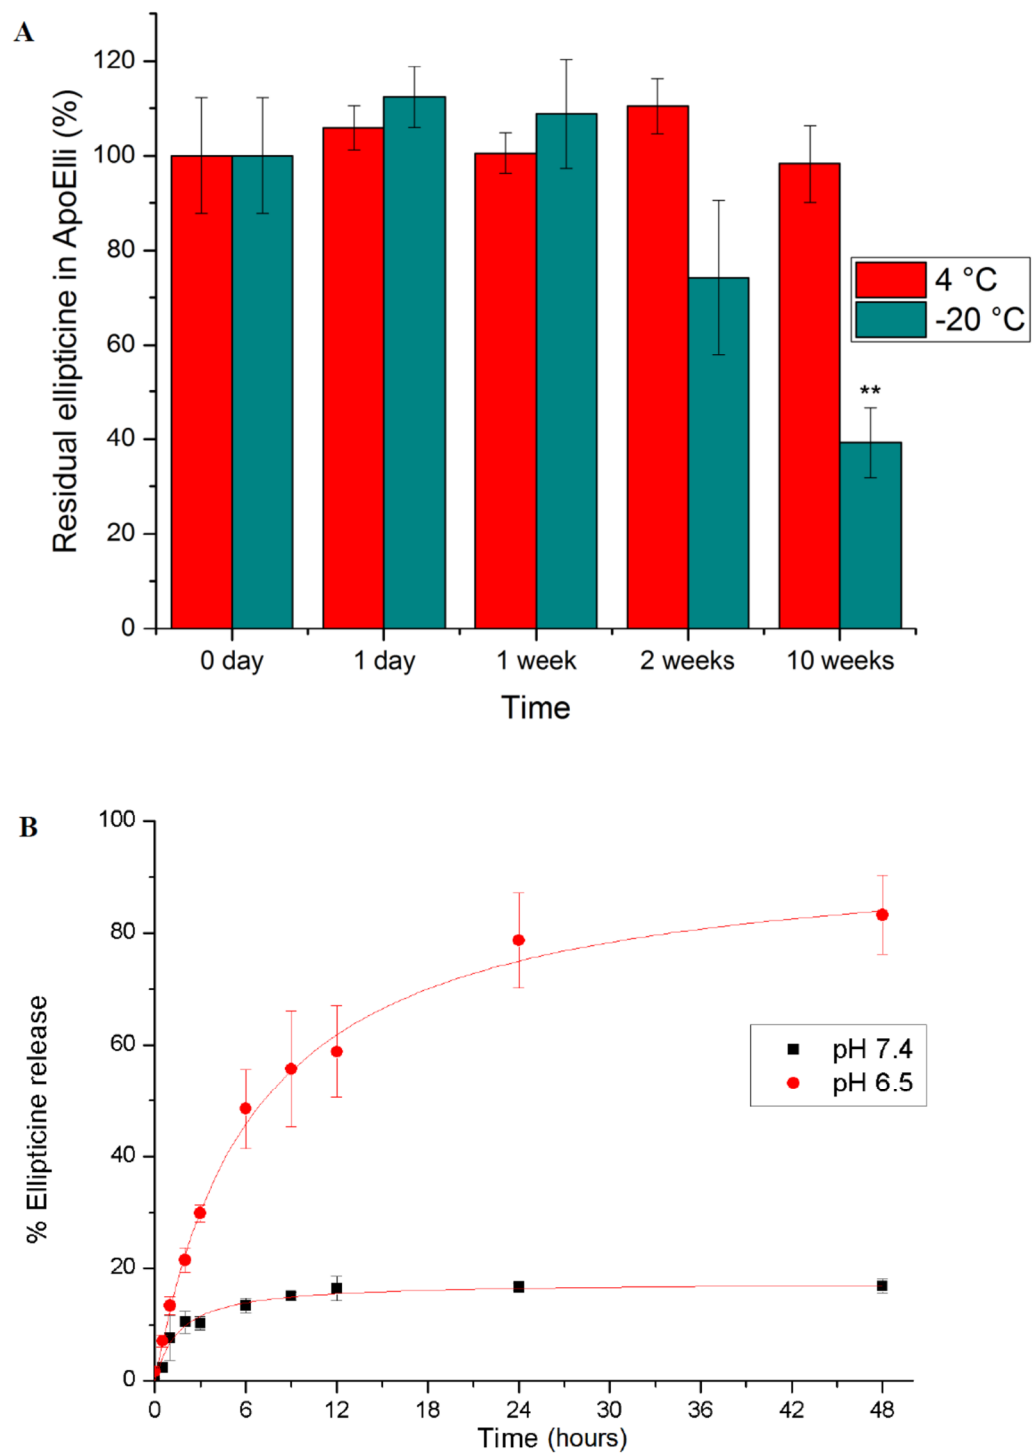 A
Residual ellipticine in ApoElli (%)
120
100
80
60
40
20
0
4 °C
-20 °C
**
0 day
1 day
1 week
2 weeks
10 weeks
Time
B
% Ellipticine release
100
80
60
40
20
0
pH 7.4
pH 6.5
0
6
12
18
24
30
36
42
48
Time (hours)